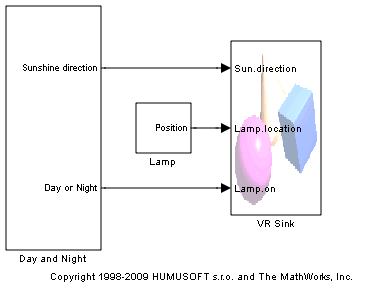 Sunshine direction
Sun.direction
Position
Lamp.location
Lamp
Day or Night
Lamp.on
VR Sink
Day and Night
Copyright 1998-2009 HUMUSOFT s.r.o. and The MathWorks, Inc.